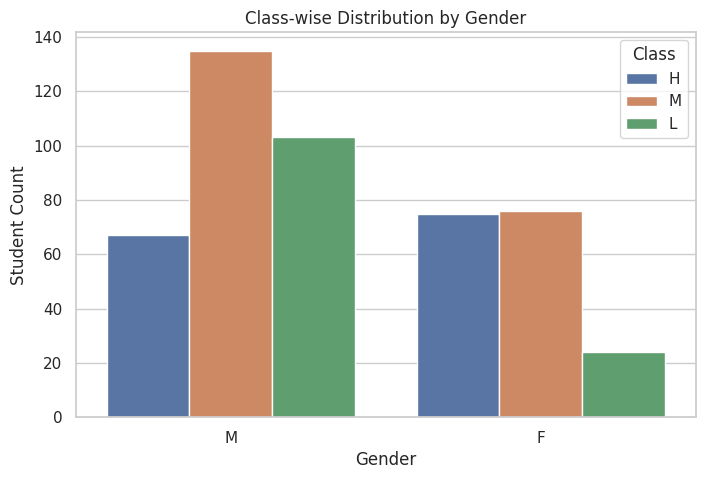 Class-wise Distribution by Gender
Student Count
140
120
100
80
60
40
20
0
Class
H
M
L
M
F
Gender